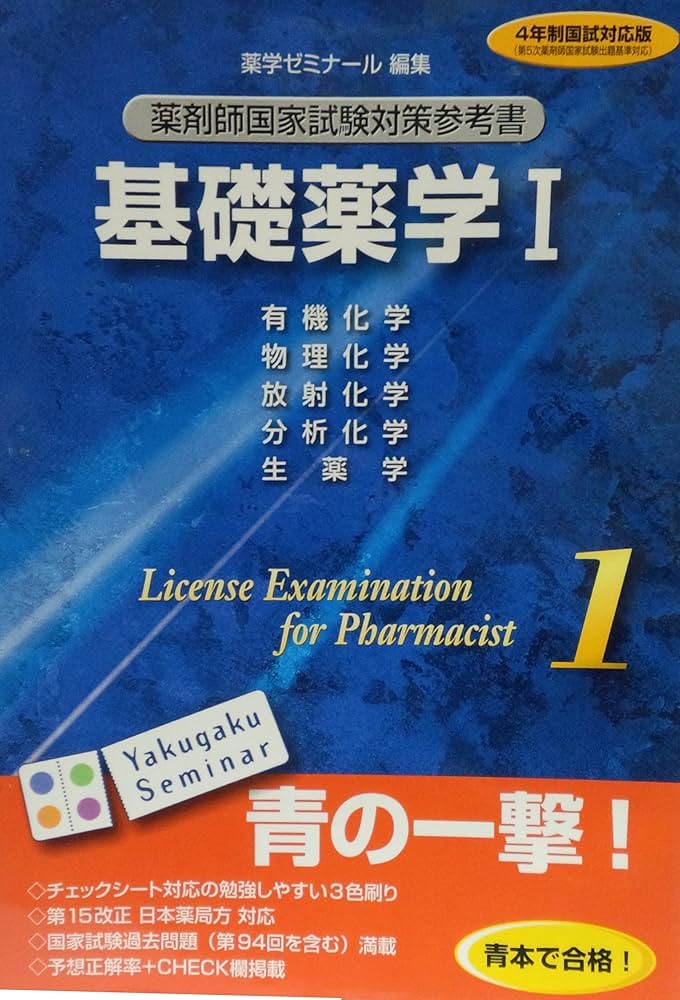 4年制国試対応版
(第5次薬剤師国家試験出題基準対応)
薬学ゼミナール 編集
薬剤師国家試験対策参考書
基礎薬学Ⅰ
有機化学
物理化学
放射化学
分析化学
生薬学
License Examination
for Pharmacist
1
Yakugaku
Seminar
青の一撃！
◇チェックシート対応の勉強しやすい3色刷り
◇第15改正 日本薬局方 対応
◇国家試験過去問題（第94回を含む）満載
◇予想正解率+CHECK欄掲載
青本で合格！